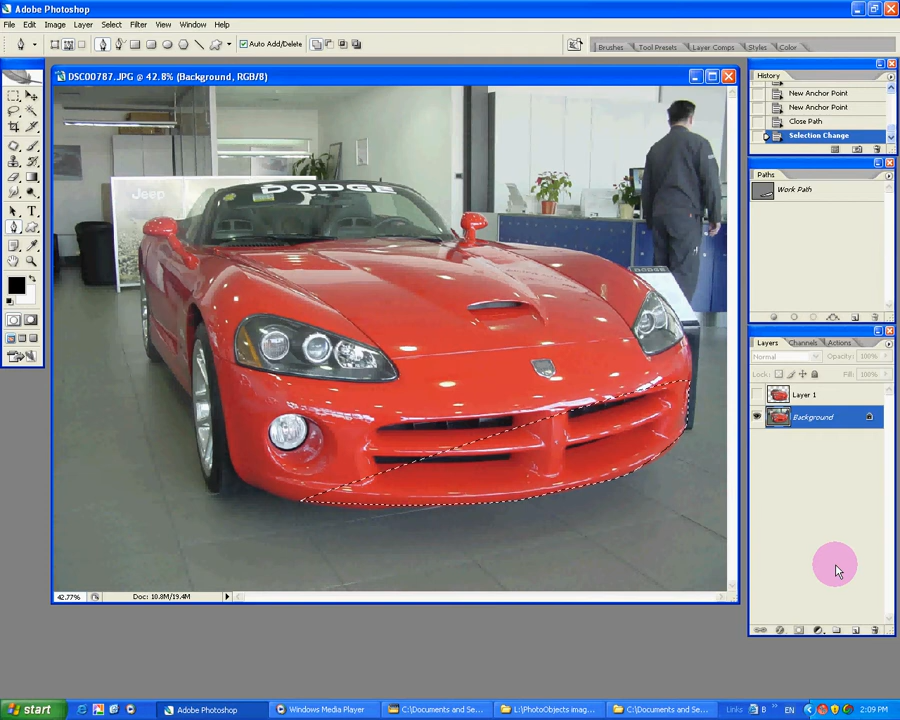 Adobe Photoshop
File Edit Image Layer Select Filter View Window Help
Auto Add/Delete
Brushes Tool Presets Layer Comps Styles Color
DSC00787.JPG @ 42.8% (Background, RGB/8)
Jeep
DODGE
DODGE
History
New Anchor Point
New Anchor Point
Close Path
Selection Change
Paths
Work Path
Layers Channels Actions
Normal Opacity: 100%
Lock: Fill: 100%
Layer 1
Background
42.77% Doc: 10.8M/19.4M
start Adobe Photoshop Windows Media Player C:\Documents and Se... L:\PhotoObjects imag... C:\Documents and Se... Links B » EN 2:09 PM